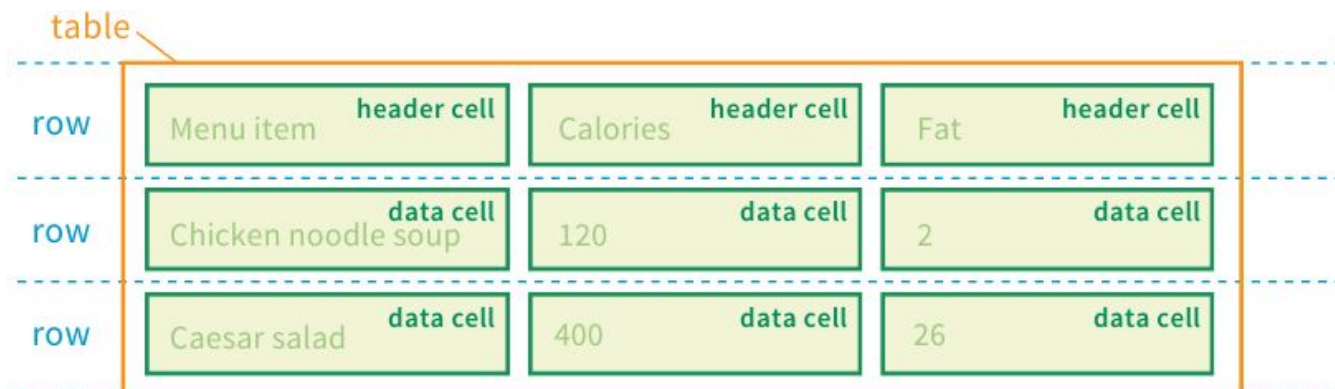 table
row Menu item header cell Calories header cell Fat header cell
row Chicken noodle soup data cell 120 data cell 2 data cell
row Caesar salad data cell 400 data cell 26 data cell